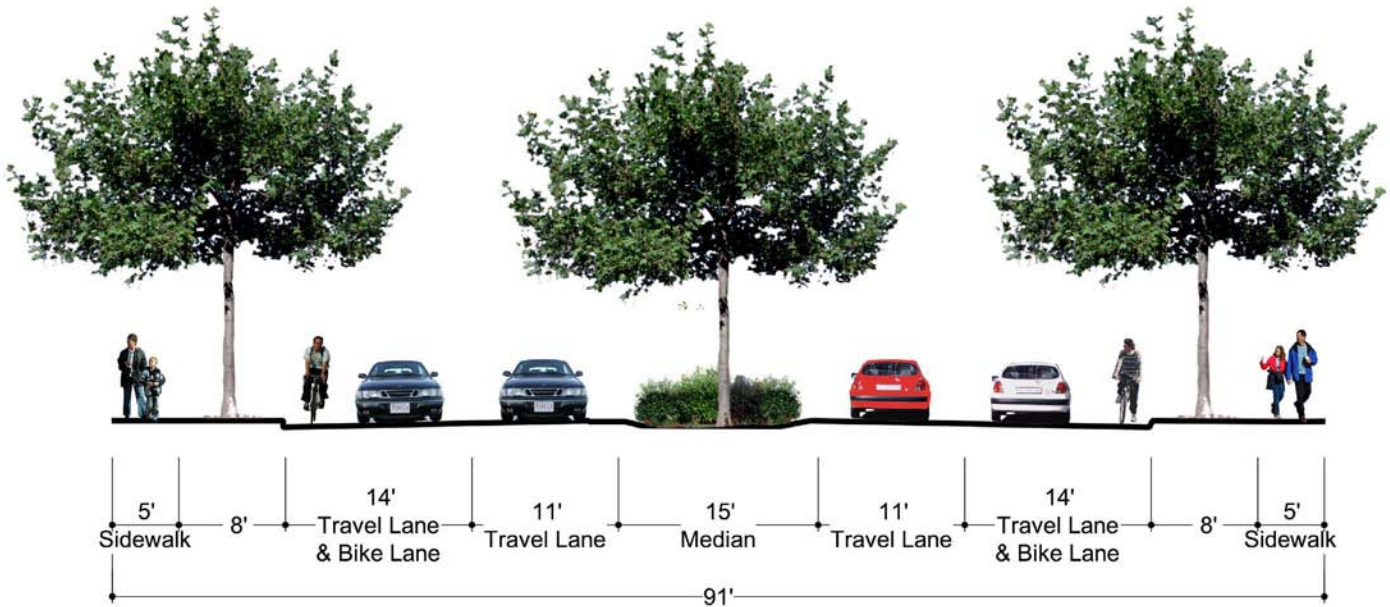 5'
Sidewalk
8'
14'
Travel Lane
& Bike Lane
11'
Travel Lane
15'
Median
11'
Travel Lane
14'
Travel Lane
& Bike Lane
8'
5'
Sidewalk
91'